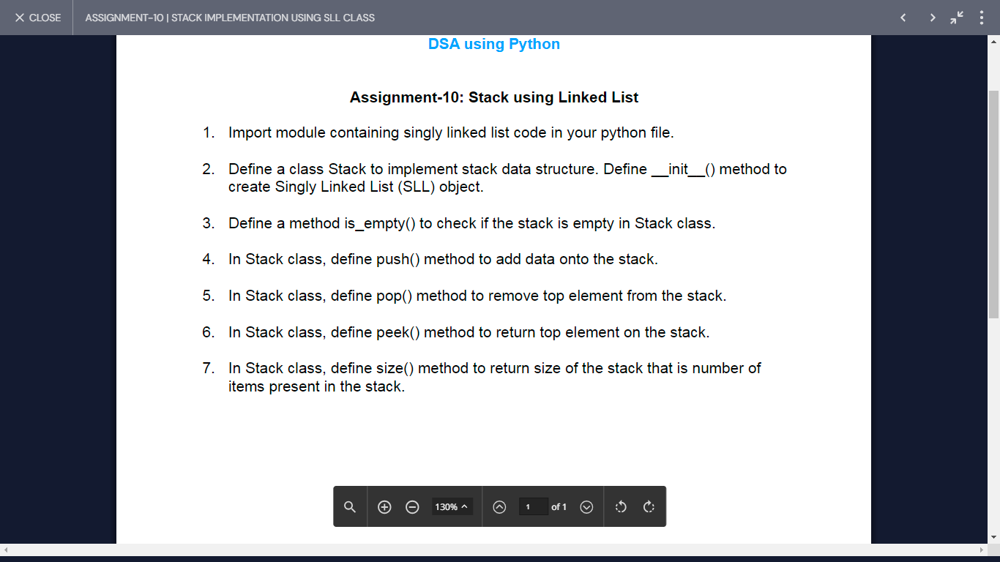 CLOSE
ASSIGNMENT-10 | STACK IMPLEMENTATION USING SLL CLASS
DSA using Python
Assignment-10: Stack using Linked List
1. Import module containing singly linked list code in your python file.
2. Define a class Stack to implement stack data structure. Define __init__() method to
create Singly Linked List (SLL) object.
3. Define a method is_empty() to check if the stack is empty in Stack class.
4. In Stack class, define push() method to add data onto the stack.
5. In Stack class, define pop() method to remove top element from the stack.
6. In Stack class, define peek() method to return top element on the stack.
7. In Stack class, define size() method to return size of the stack that is number of
items present in the stack.
130% 1 of 1